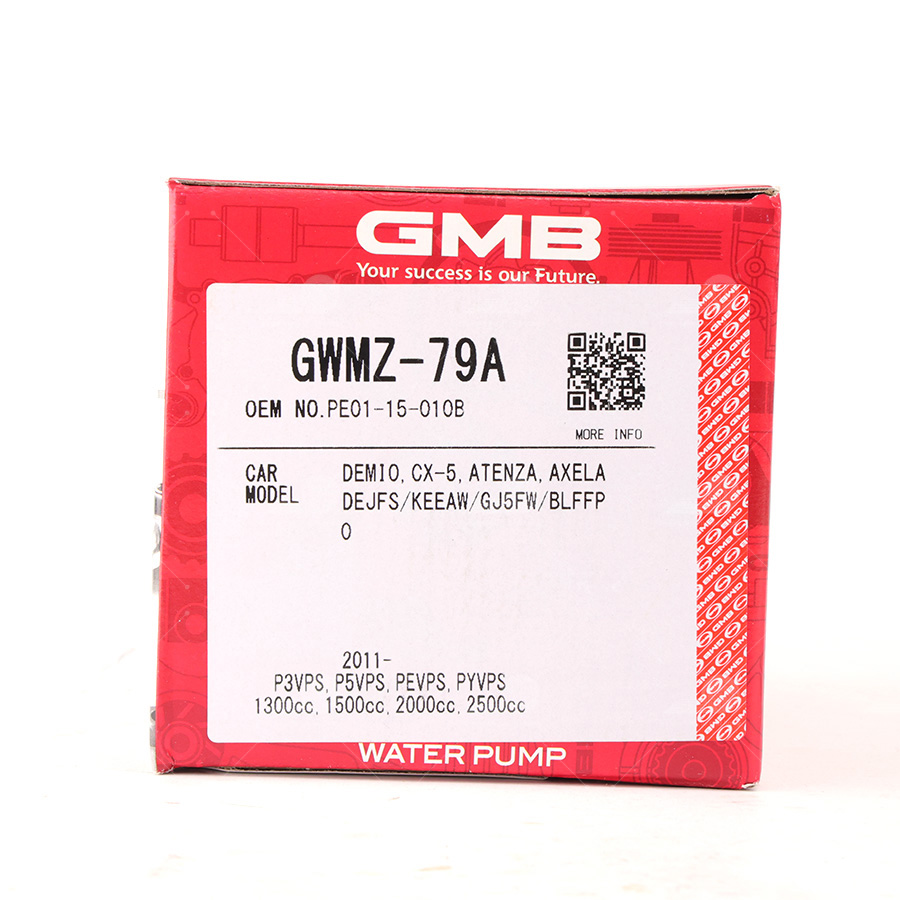 GMB
Your success is our Future.
GWMZ-79A
OEM NO.PE01-15-010B
MORE INFO
CAR MODEL
DEMIO, CX-5, ATENZA, AXELA
DEJFS/KEEAW/GJ5FW/BLFFP
0
2011-
P3VPS, P5VPS, PEVPS, PYVPS
1300cc, 1500cc, 2000cc, 2500cc
WATER PUMP